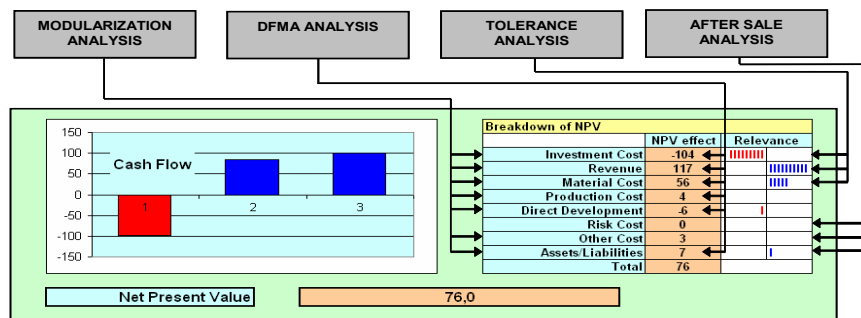 MODULARIZATION
ANALYSIS
DFMA ANALYSIS
TOLERANCE
ANALYSIS
AFTER SALE
ANALYSIS
150
100
50
0
-50
-100
-150
Cash Flow
1
2
3
Breakdown of NPV
NPV effect Relevance
Investment Cost -104
Revenue 117
Material Cost 56
Production Cost 4
Direct Development -6
Risk Cost 0
Other Cost 3
Assets/Liabilities 7
Total 76
Net Present Value 76,0